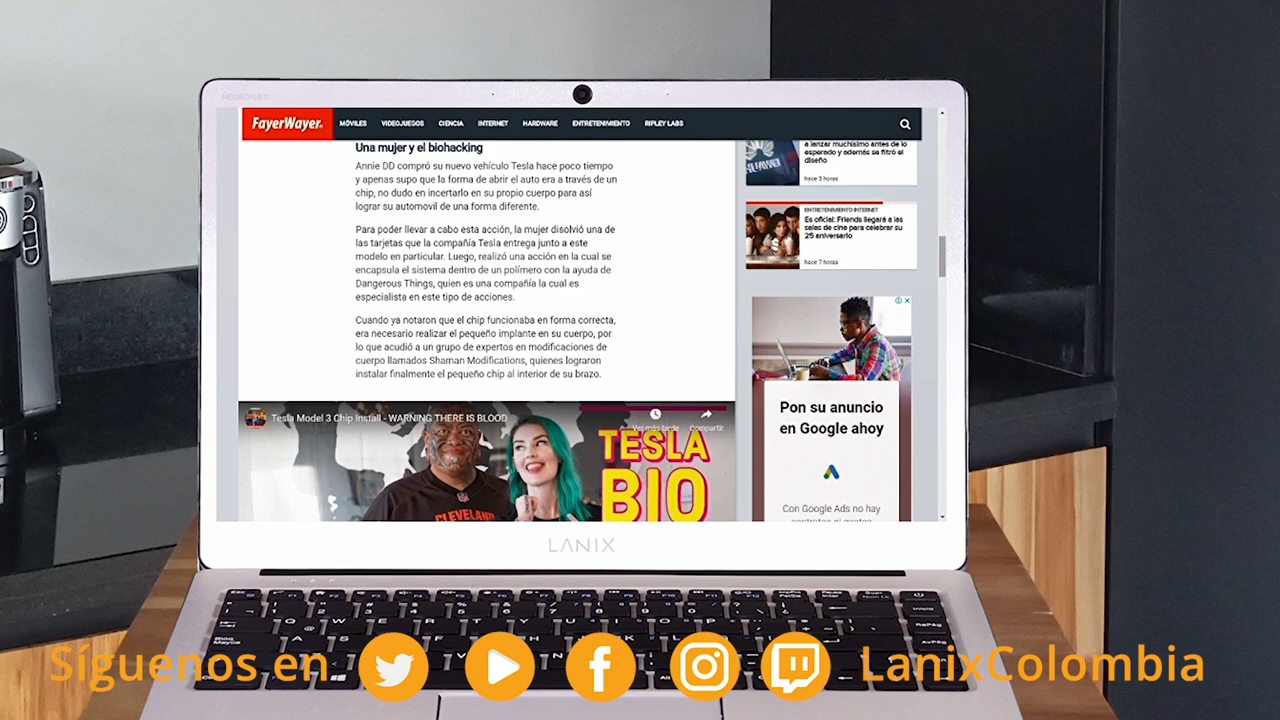 NEURON B II
FayerWayer.
MÓVILES VIDEOJUEGOS CIENCIA INTERNET HARDWARE ENTRETENIMIENTO RIPLEY LABS
Una mujer y el biohacking
Annie DD compró su nuevo vehículo Tesla hace poco tiempo
y apenas supo que la forma de abrir el auto era a través de un
chip, no dudo en incertarlo en su propio cuerpo para así
lograr su automovil de una forma diferente.
Para poder llevar a cabo esta acción, la mujer disolvió una de
las tarjetas que la compañía Tesla entrega junto a este
modelo en particular. Luego, realizó una acción en la cual se
encapsula el sistema dentro de un polímero con la ayuda de
Dangerous Things, quien es una compañía la cual es
especialista en este tipo de acciones.
Cuando ya notaron que el chip funcionaba en forma correcta,
era necesario realizar el pequeño implante en su cuerpo, por
lo que acudió a un grupo de expertos en modificaciones de
cuerpo llamados Shaman Modifications, quienes lograron
instalar finalmente el pequeño chip al interior de su brazo.
Tesla Model 3 Chip Install - WARNING THERE IS BLOOD
Ver más tarde
Compartir
TESLA
BIO
CLEVELAND
HUAWEI
a lanzar muchísimo antes de lo
esperado y además se filtró el
diseño
hace 3 horas
ENTRETENIMIENTO INTERNET
Es oficial: Friends llegará a las
salas de cine para celebrar su
25 aniversario
hace 7 horas
Pon su anuncio
en Google ahoy
Con Google Ads no hay
LANIX
Síguenos en
LanixColombia